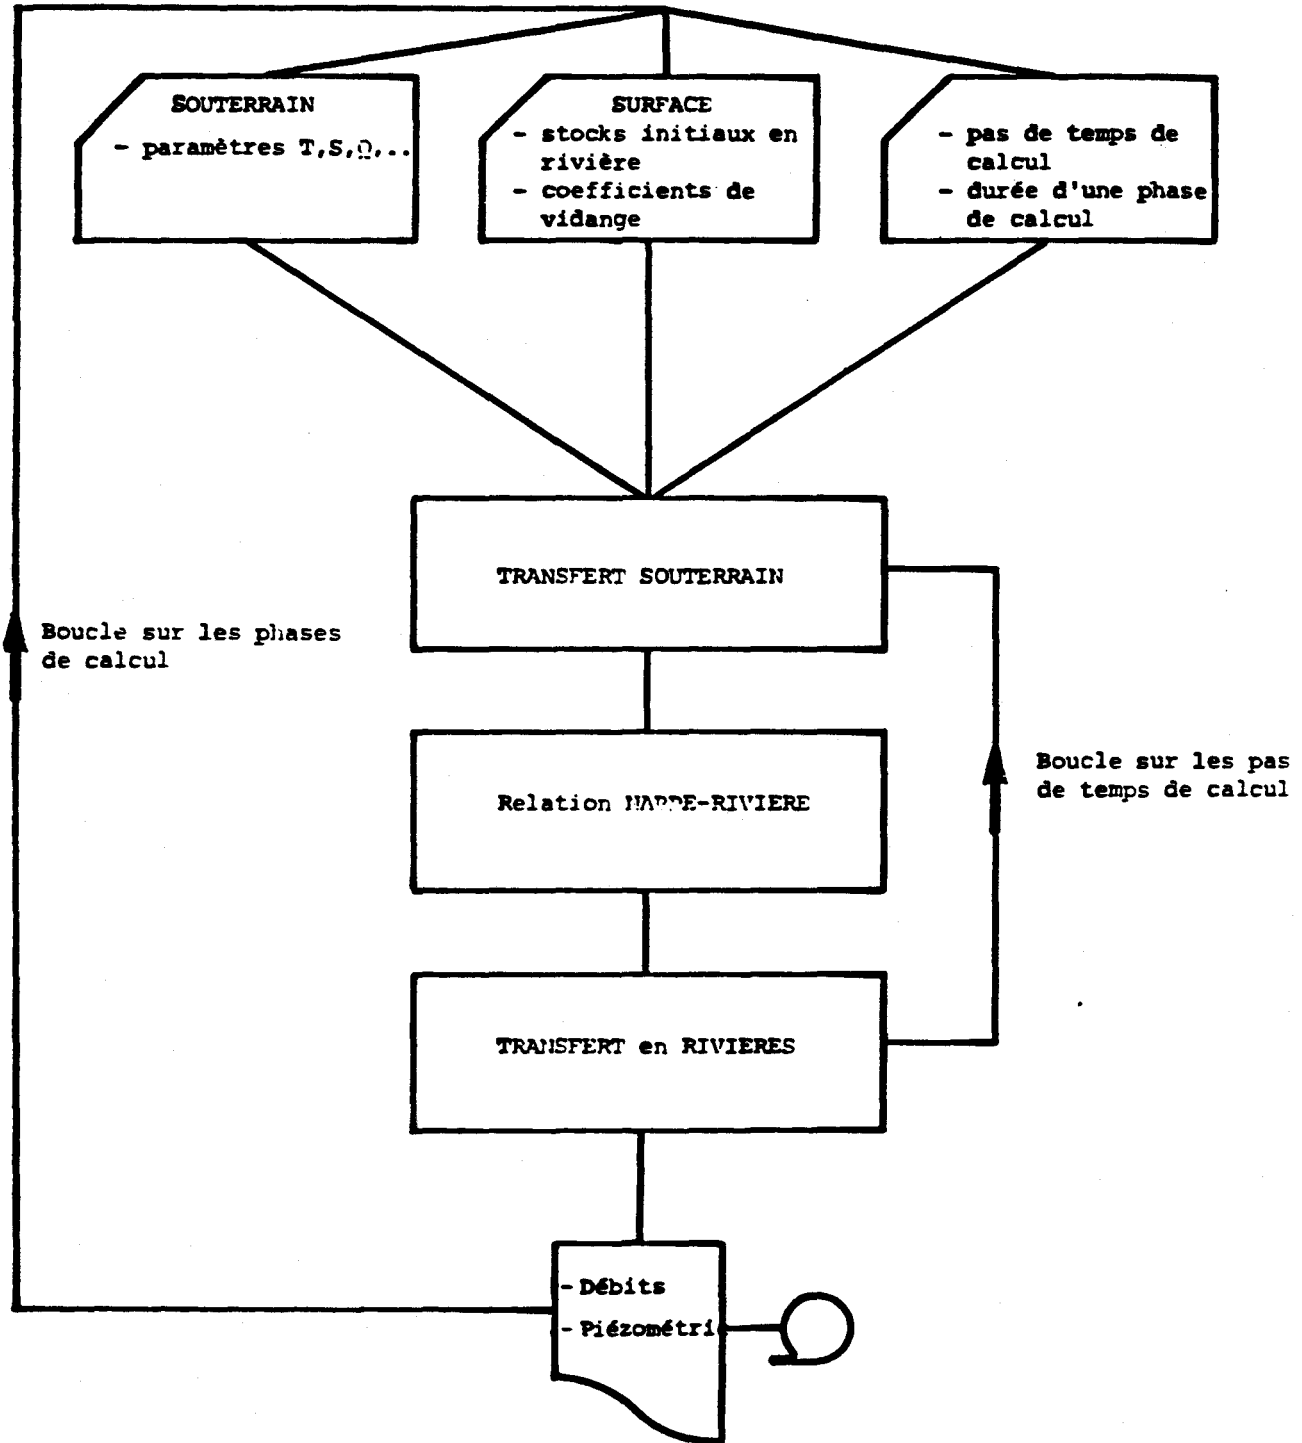 SOUTERRAIN
- paramètres T,S,Q,..
SURFACE
- stocks initiaux en
rivière
- coefficients de
vidange
- pas de temps de
calcul
- durée d'une phase
de calcul
TRANSFERT SOUTERRAIN
Boucle sur les phases
de calcul
Relation NAPPE-RIVIERE
Boucle sur les pas
de temps de calcul
TRANSFERT en RIVIERES
- Débits
- Piézométri